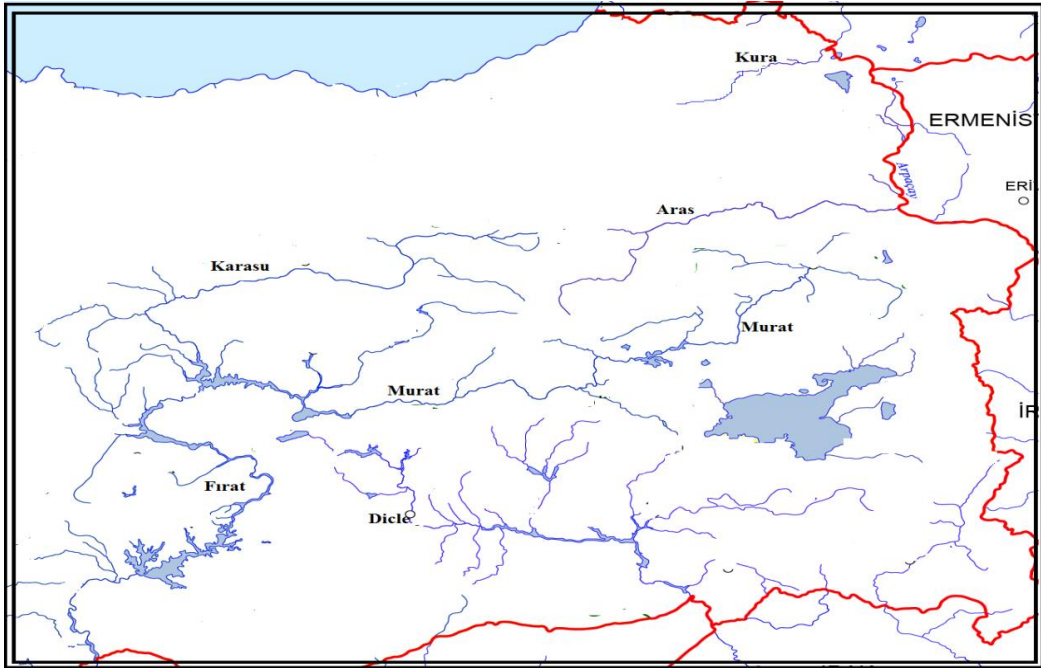 Kura
ERMENİS
Arpaçay
ERİ
Aras
Karasu
Murat
Murat
İR
Fırat
Dicle